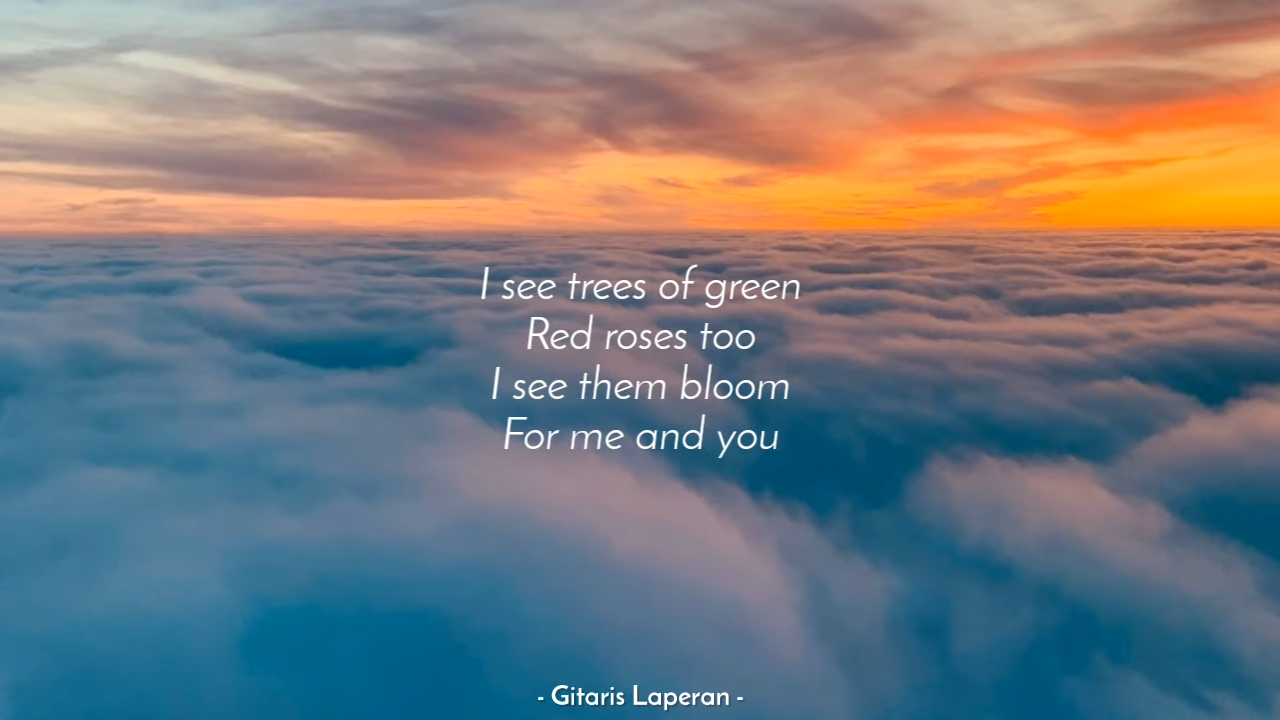 I see trees of green
Red roses too
I see them bloom
For me and you
- Gitaris Laperan -